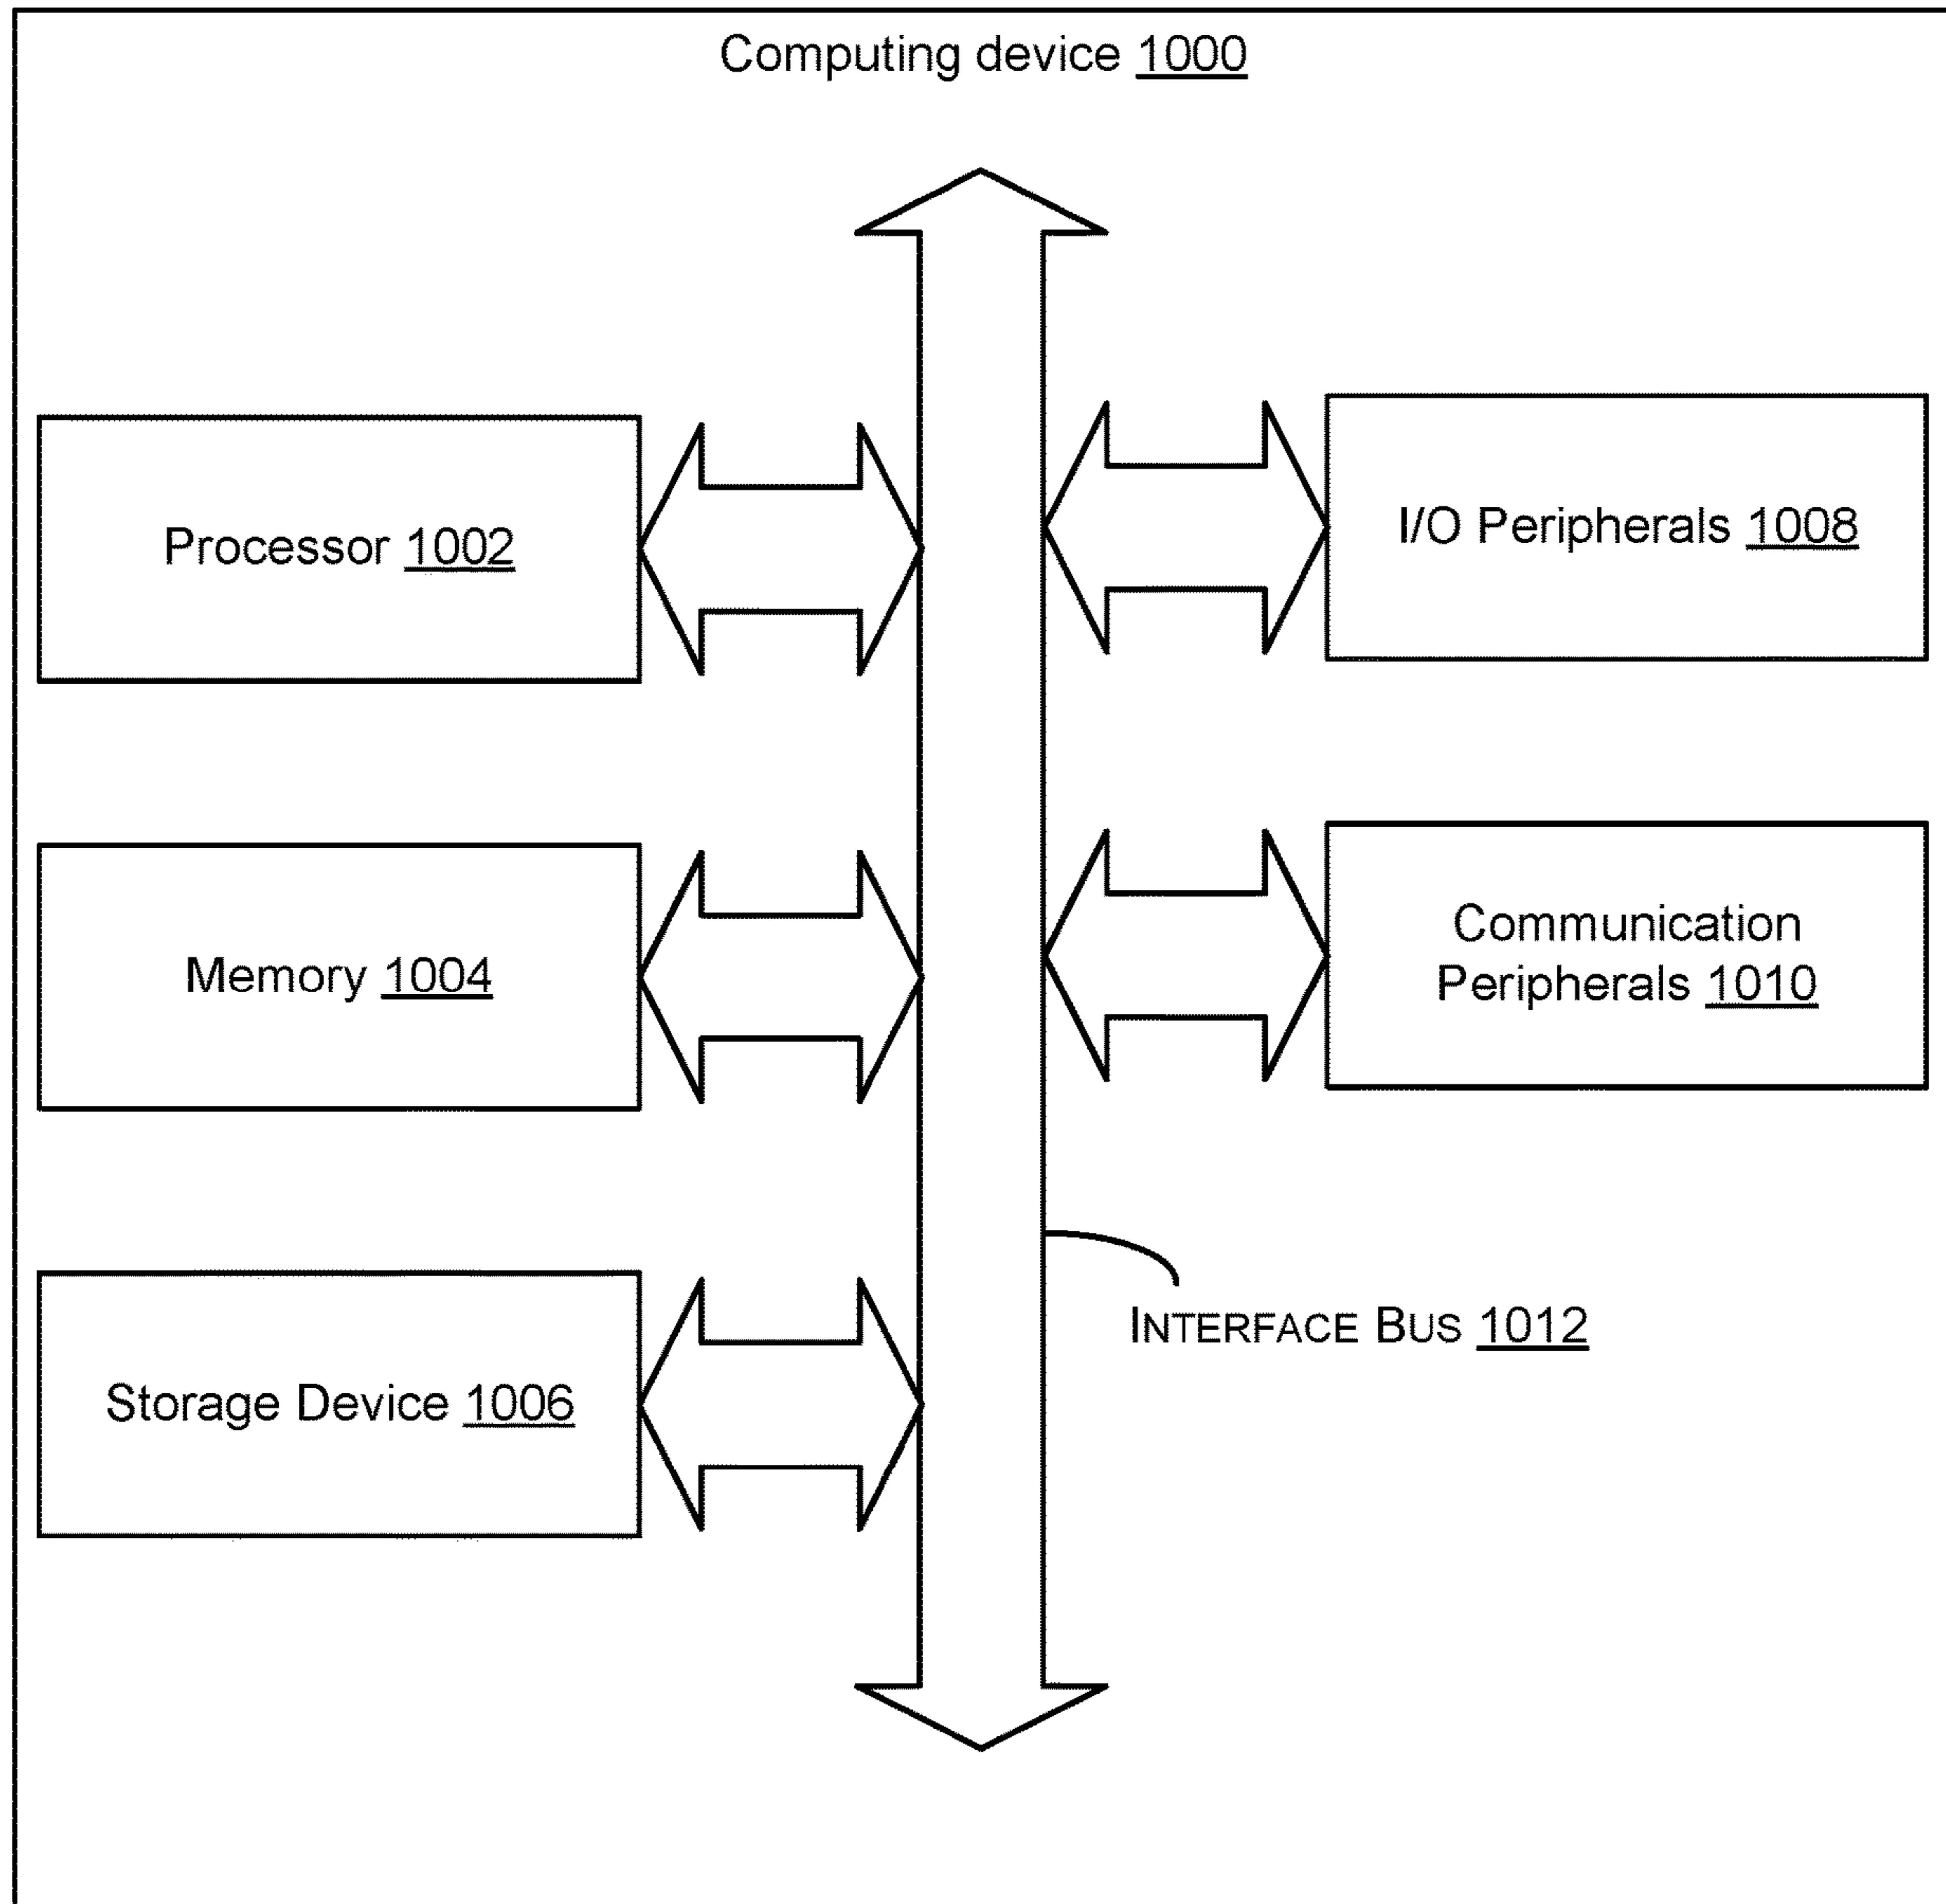 Computing device 1000
Processor 1002
I/O Peripherals 1008
Memory 1004
Communication
Peripherals 1010
Storage Device 1006
INTERFACE BUS 1012